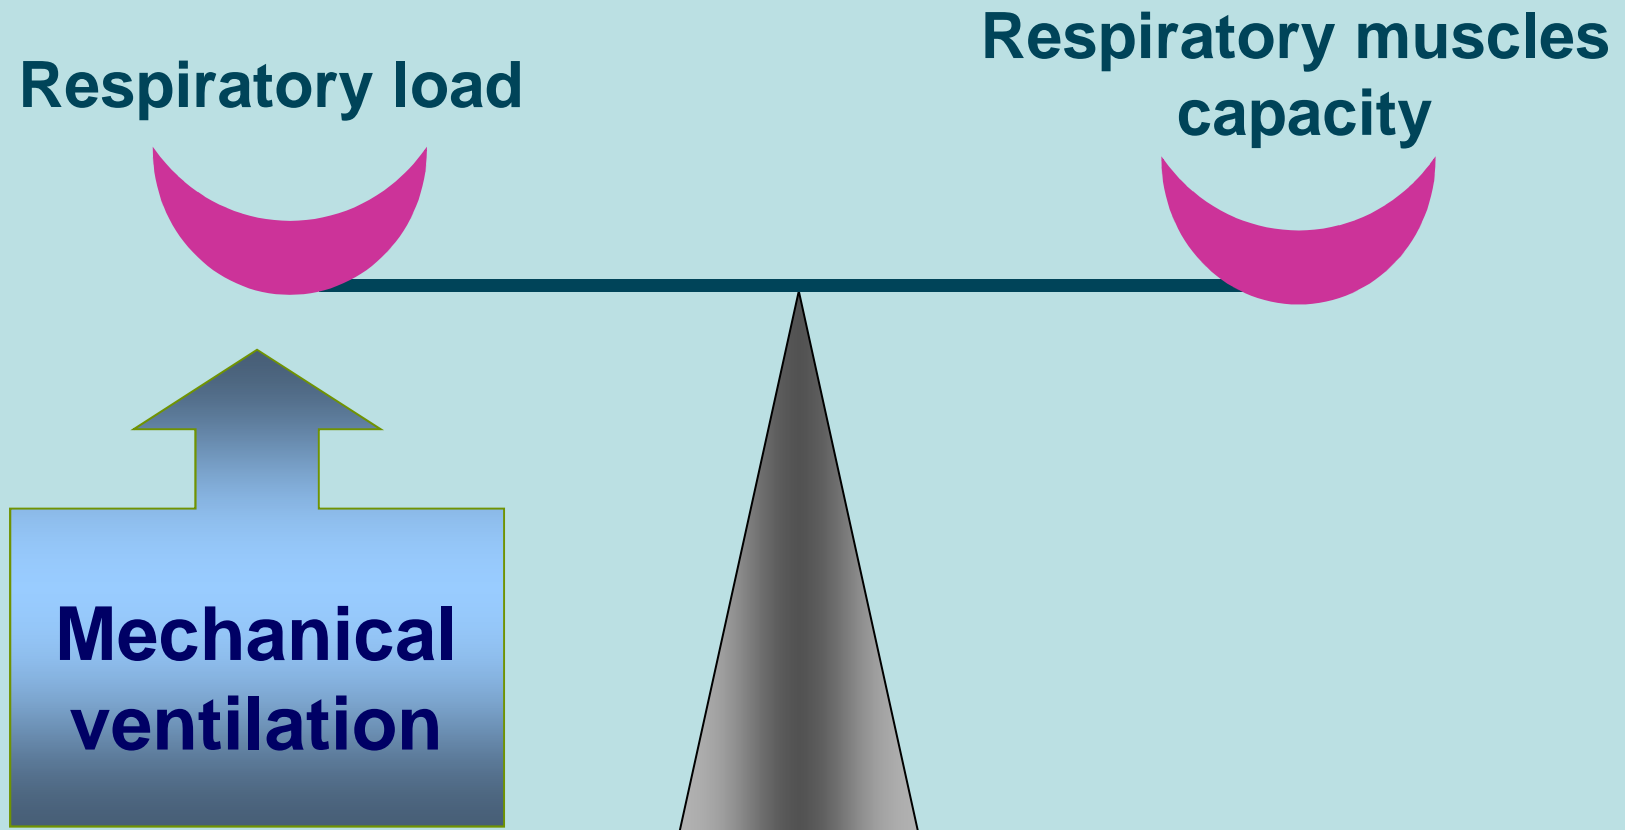 Respiratory load
Respiratory muscles
capacity
Mechanical
ventilation